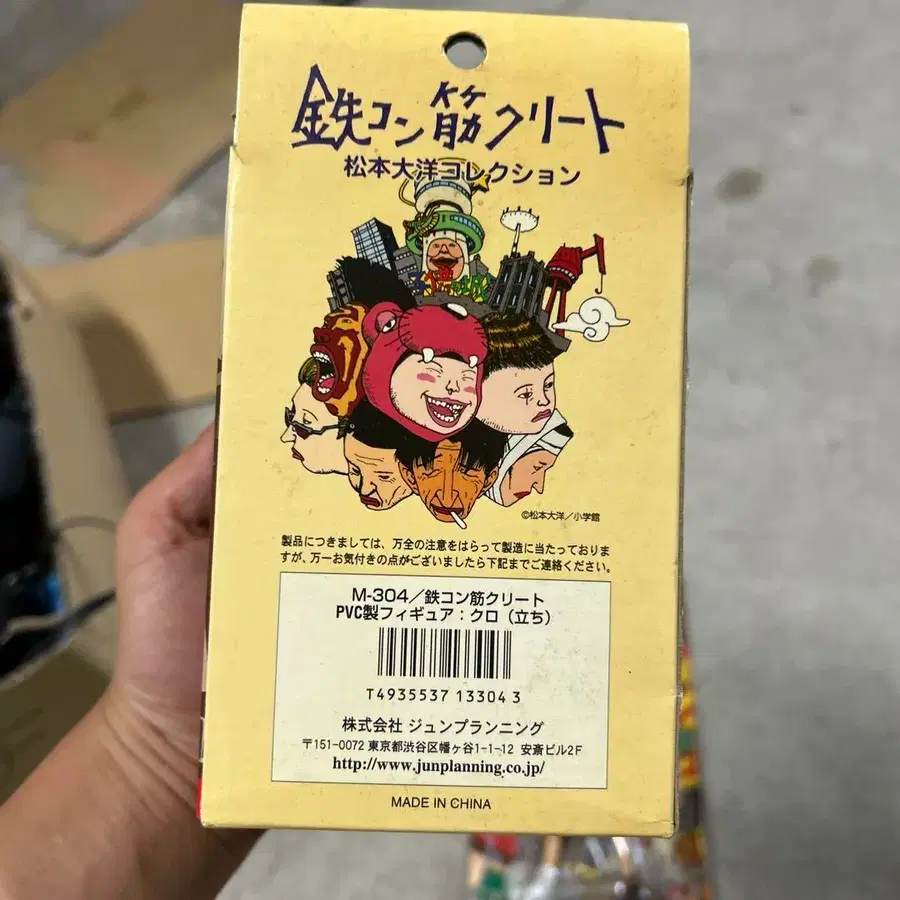 鉄コン筋クリート
松本大洋コレクション
©松本大洋/小学館
製品につきましては、万全の注意をはらって製造に当たっておりま
すが、万一お気付きの点がございましたら下記までご連絡ください。
M-304/鉄コン筋クリート
PVC製フィギュア:クロ(立ち)
T4935537 133043
株式会社 ジュンプランニング
〒151-0072 東京都渋谷区幡ヶ谷1-1-12 安斎ビル2F
http://www.junplanning.co.jp/
MADE IN CHINA